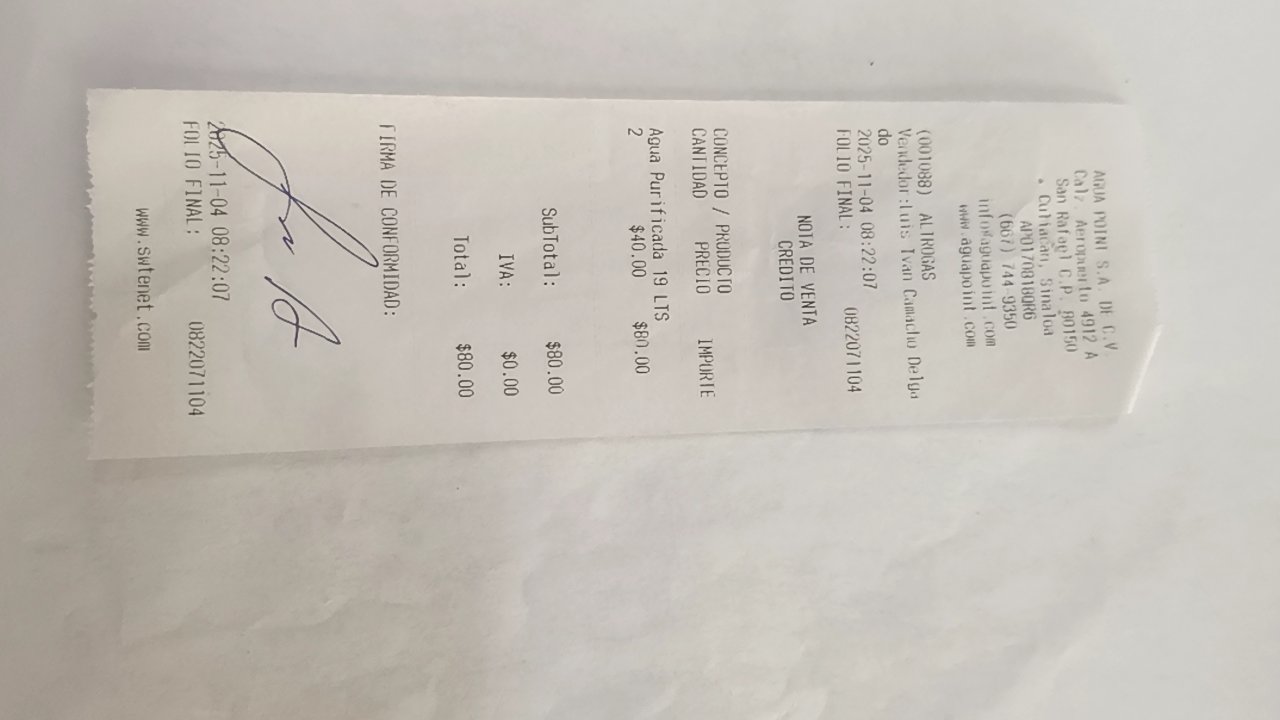 AGUA POINT S.A. DE C.V.
Calz Aeropuerto 4912 A
San Rafael C.P. 80150
, Culiacan, Sinaloa
APO170818QR6
(667) 744-9350
info@aguapoint.com
www.aguapoint.com
(001088) ALTROGAS
Vendedor:Luis Ivan Camacho Delga
do
2025-11-04 08:22:07
FOLIO FINAL: 0822071104
NOTA DE VENTA
CREDITO
CONCEPTO / PRODUCTO
CANTIDAD PRECIO IMPORTE
Agua Purificada 19 LTS
2 $40.00 $80.00
SubTotal: $80.00
IVA: $0.00
Total: $80.00
FIRMA DE CONFORMIDAD:
2025-11-04 08:22:07
FOLIO FINAL: 0822071104
www.swtenet.com